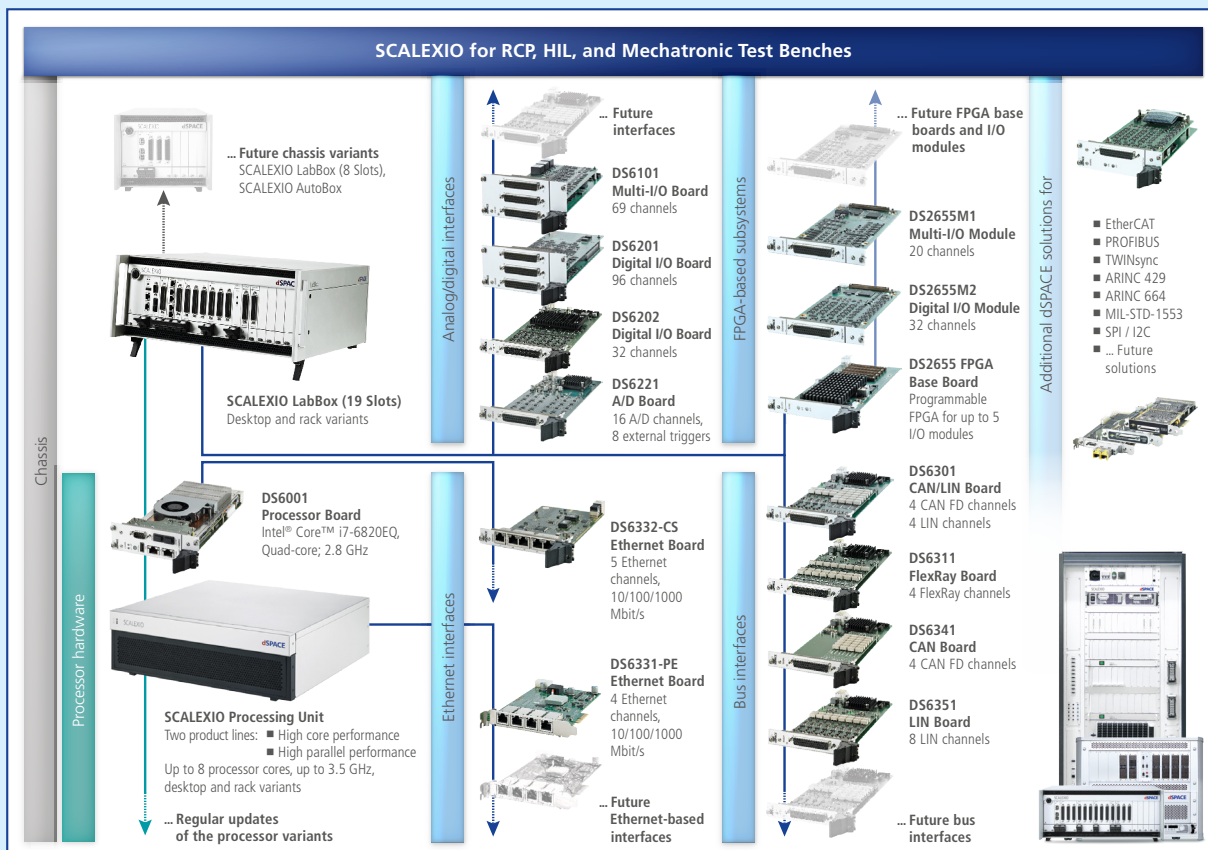 SCALEXIO for RCP, HIL, and Mechatronic Test Benches
Chassis
... Future chassis variants
SCALEXIO LabBox (8 Slots),
SCALEXIO AutoBox
SCALEXIO
dSPACE
SCALEXIO
dSPACE
SCALEXIO LabBox (19 Slots)
Desktop and rack variants
Processor hardware
DS6001
Processor Board
Intel® Core™ i7-6820EQ,
Quad-core; 2.8 GHz
SCALEXIO
dSPACE
SCALEXIO Processing Unit
Two product lines: ■ High core performance
■ High parallel performance
Up to 8 processor cores, up to 3.5 GHz,
desktop and rack variants
... Regular updates
of the processor variants
Analog/digital interfaces
... Future
interfaces
DS6101
Multi-I/O Board
69 channels
DS6201
Digital I/O Board
96 channels
DS6202
Digital I/O Board
32 channels
DS6221
A/D Board
16 A/D channels,
8 external triggers
Ethernet interfaces
DS6332-CS
Ethernet Board
5 Ethernet
channels,
10/100/1000
Mbit/s
DS6331-PE
Ethernet Board
4 Ethernet
channels,
10/100/1000
Mbit/s
... Future
Ethernet-based
interfaces
FPGA-based subsystems
... Future FPGA base
boards and I/O
modules
DS2655M1
Multi-I/O Module
20 channels
DS2655M2
Digital I/O Module
32 channels
DS2655 FPGA
Base Board
Programmable
FPGA for up to 5
I/O modules
Bus interfaces
DS6301
CAN/LIN Board
4 CAN FD channels
4 LIN channels
DS6311
FlexRay Board
4 FlexRay channels
DS6341
CAN Board
4 CAN FD channels
DS6351
LIN Board
8 LIN channels
... Future bus
interfaces
Additional dSPACE solutions for
■ EtherCAT
■ PROFIBUS
■ TWINsync
■ ARINC 429
■ ARINC 664
■ MIL-STD-1553
■ SPI / I2C
■ ... Future
solutions
dSPACE
dSPACE